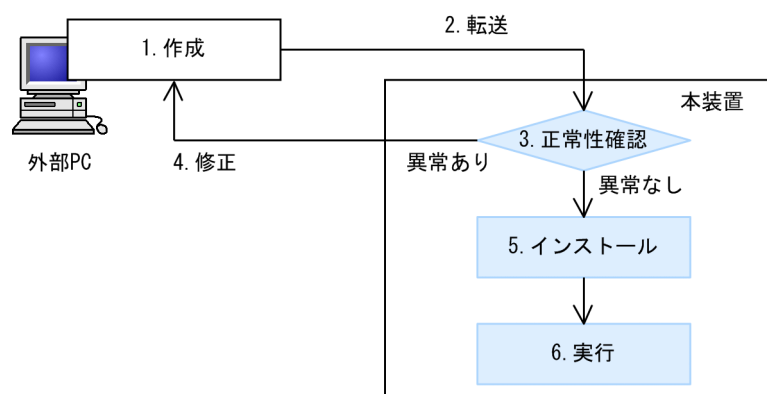 2.転送
1.作成
本装置
3.正常性確認
外部PC
4.修正
異常あり
異常なし
5.インストール
6.実行